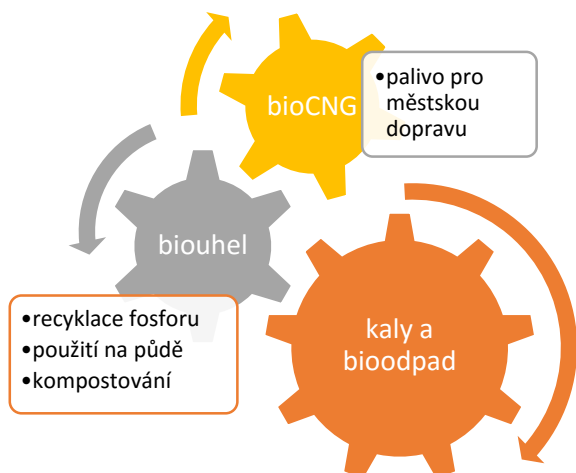 bioCNG
•palivo pro
městskou
dopravu
biouhel
•recyklace fosforu
•použití na půdě
•kompostování
kaly a
bioodpad